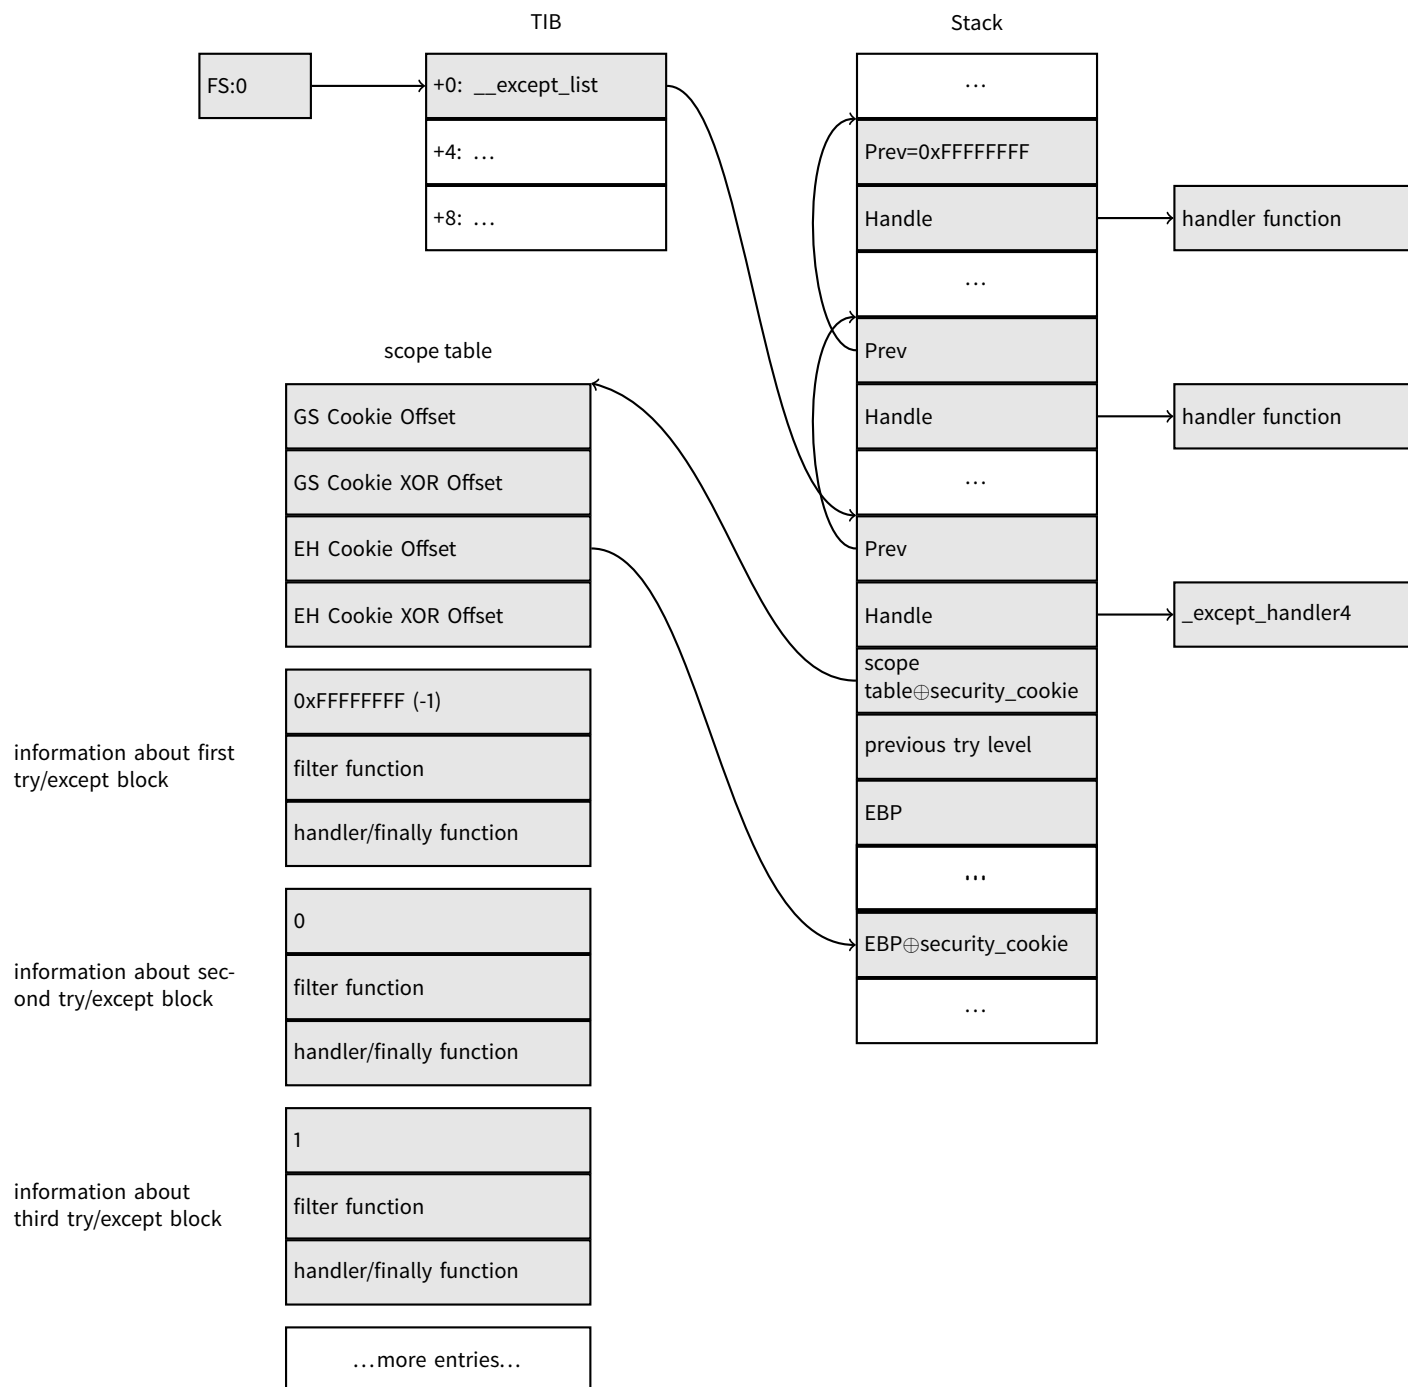 TIB
Stack
FS:0
+0: __except_list
+4: …
+8: …
…
Prev=0xFFFFFFFF
Handle
handler function
…
Prev
Handle
handler function
…
Prev
Handle
_except_handler4
scope
table⊕security_cookie
previous try level
EBP
…
EBP⊕security_cookie
…
scope table
GS Cookie Offset
GS Cookie XOR Offset
EH Cookie Offset
EH Cookie XOR Offset
information about first
try/except block
0xFFFFFFFF (-1)
filter function
handler/finally function
information about sec-
ond try/except block
0
filter function
handler/finally function
information about
third try/except block
1
filter function
handler/finally function
…more entries…